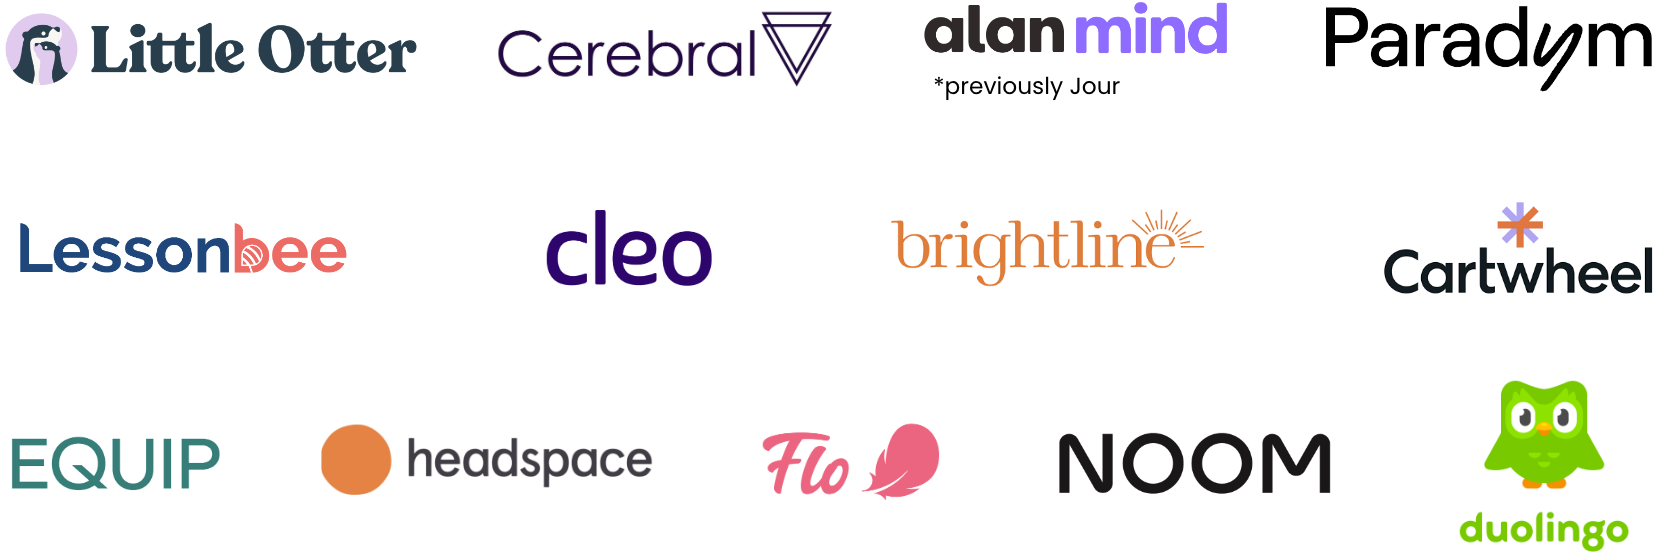 Little Otter
Cerebral
alan mind
*previously Jour
Paradym
Lessonbee
cleo
brightline
Cartwheel
EQUIP
headspace
Flo
NOOM
duolingo